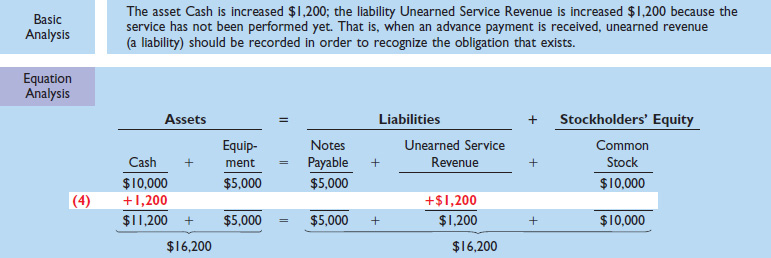 Basic
Analysis
The asset Cash is increased $1,200; the liability Unearned Service Revenue is increased $1,200 because the
service has not been performed yet. That is, when an advance payment is received, unearned revenue
(a liability) should be recorded in order to recognize the obligation that exists.
Equation
Analysis
Assets = Liabilities + Stockholders' Equity
Equip- Notes Unearned Service Common
Cash + ment = Payable + Revenue + Stock
$10,000 $5,000 $5,000 $10,000
(4) +1,200 +$1,200
$11,200 + $5,000 = $5,000 + $1,200 + $10,000
$16,200 $16,200